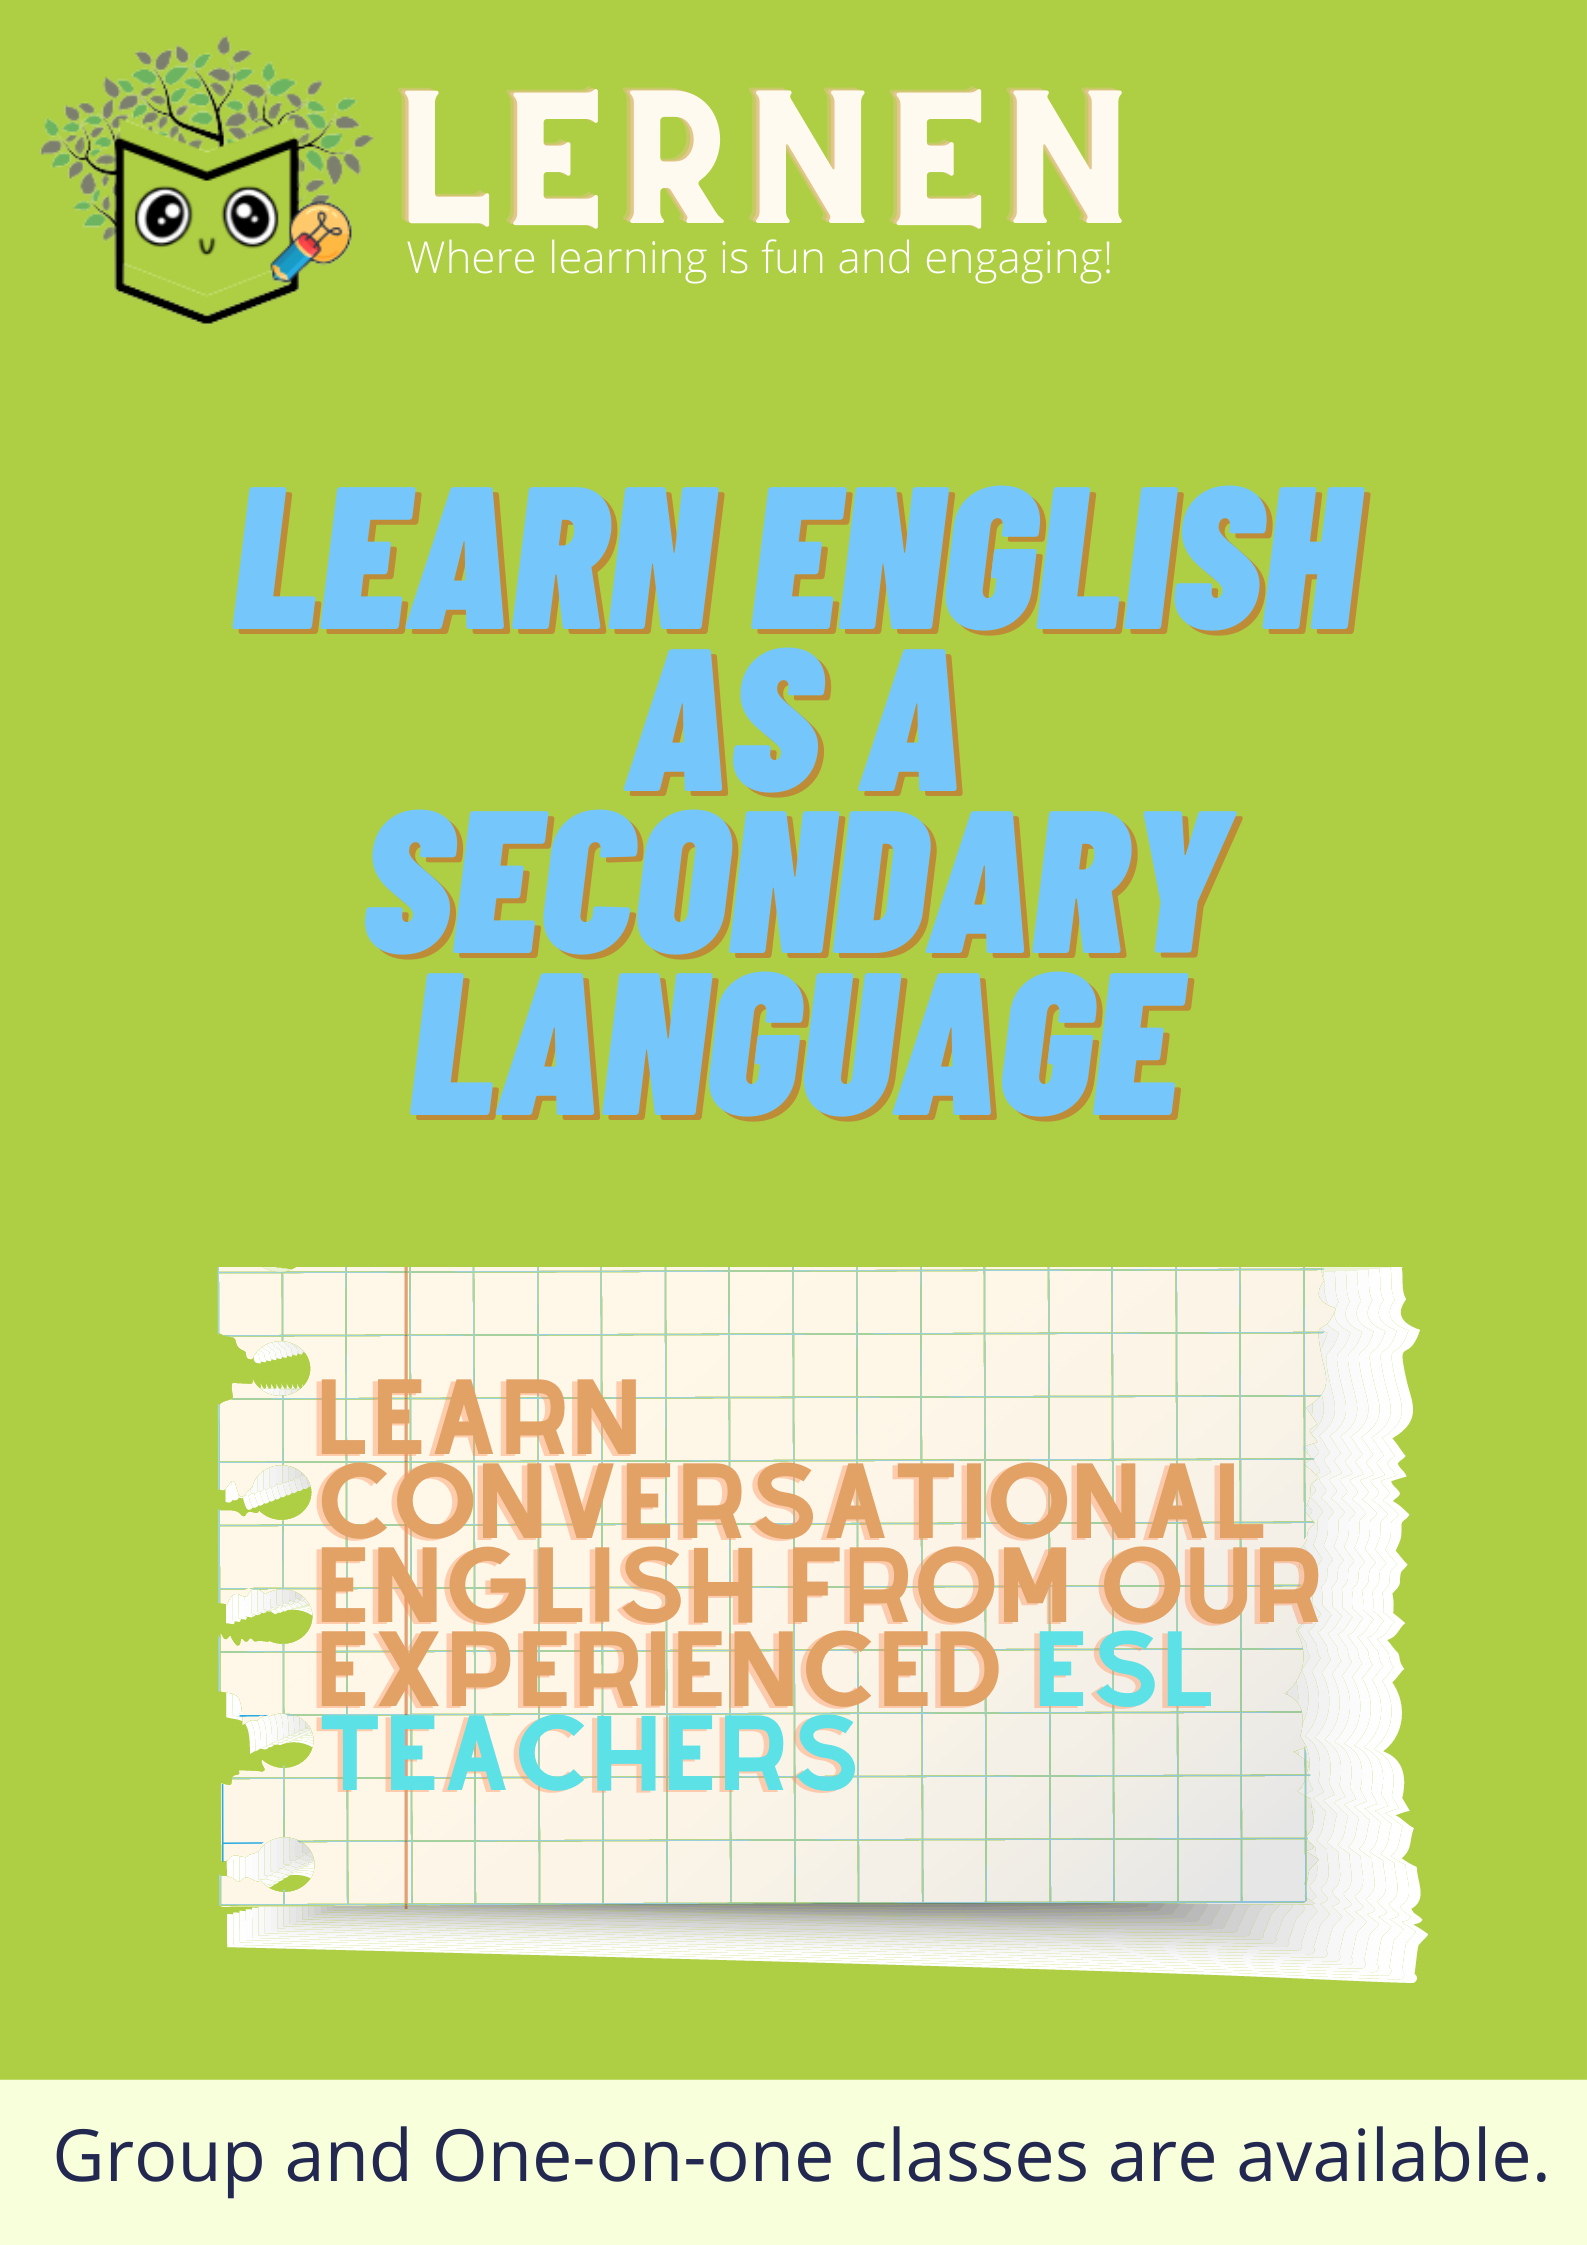 LERNEN
Where learning is fun and engaging!
LEARN ENGLISH
AS A
SECONDARY
LANGUAGE
LEARN
CONVERSATIONAL
ENGLISH FROM OUR
EXPERIENCED ESL
TEACHERS
Group and One-on-one classes are available.